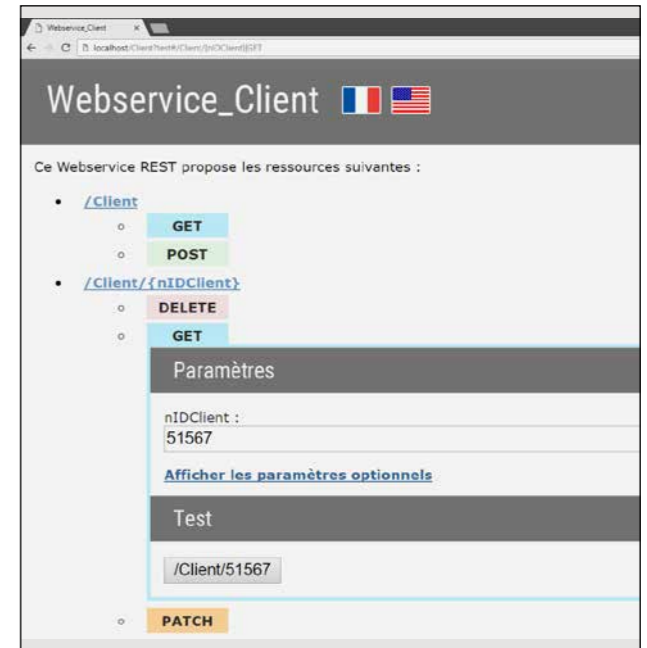 Webservice_Client
Webservice_Client
Ce Webservice REST propose les ressources suivantes :
/Client
GET
POST
/Client/{nIDClient}
DELETE
GET
Paramètres
nIDClient :
51567
Afficher les paramètres optionnels
Test
/Client/51567
PATCH